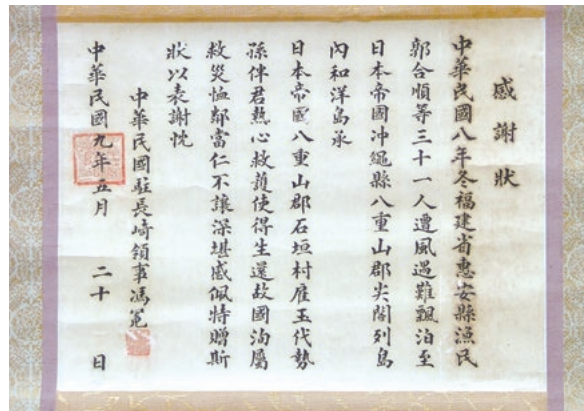 感謝狀
中華民國八年冬福建省惠安縣漁民
郭合順等三十一人遭風遇難飄泊至
日本帝國冲繩縣八重山郡尖閣列島
內和洋島承
日本帝國八重山郡石垣村雇玉代勢
孫伴君熱心救護使得生還故國洵屬
救災恤鄰當仁不讓深堪感佩特贈斯
狀以表謝忱
中華民國駐長崎領事馮冕
中華民國九年五月二十日